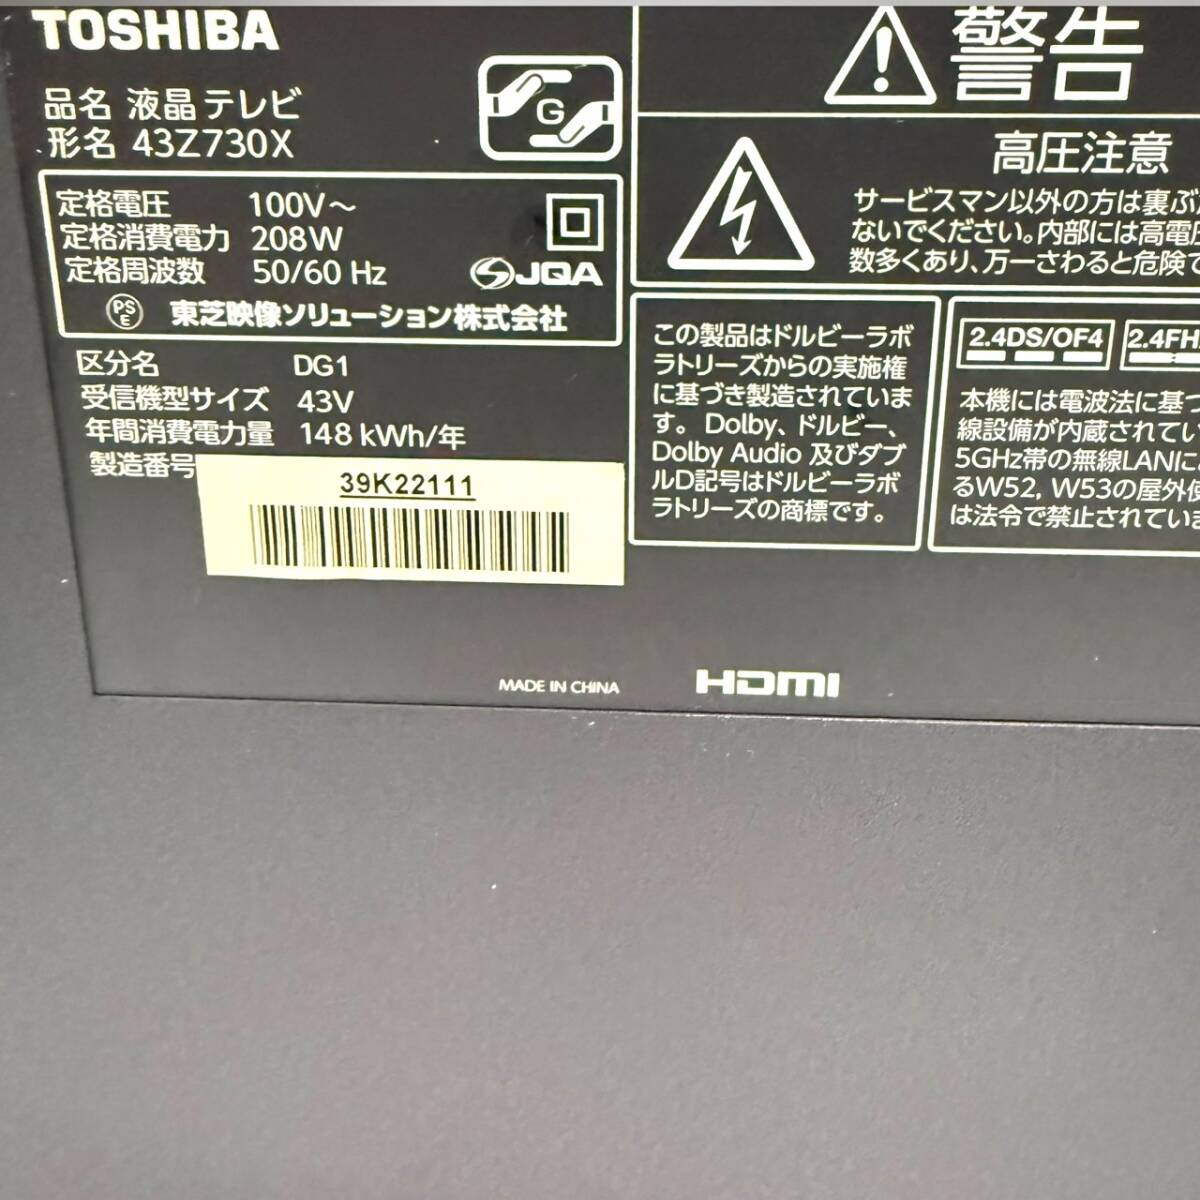 TOSHIBA
品名 液晶テレビ
形名 43Z730X
G
定格電圧 100V～
定格消費電力 208W
定格周波数 50/60 Hz
JQA
PS
E
東芝映像ソリューション株式会社
区分名 DG1
受信機型サイズ 43V
年間消費電力量 148 kWh/年
製造番号
39K22111
MADE IN CHINA
HDMI
警告
高圧注意
サービスマン以外の方は裏ぶ
ないでください。内部には高電圧
数多くあり、万一さわると危険で
この製品はドルビーラボ
ラトリーズからの実施権
に基づき製造されていま
す。Dolby、ドルビー、
Dolby Audio 及びダブ
ルD記号はドルビーラボ
ラトリーズの商標です。
2.4DS/OF4
2.4FH
本機には電波法に基づ
線設備が内蔵されてい
5GHz帯の無線LANに
るW52, W53の屋外使
は法令で禁止されていま